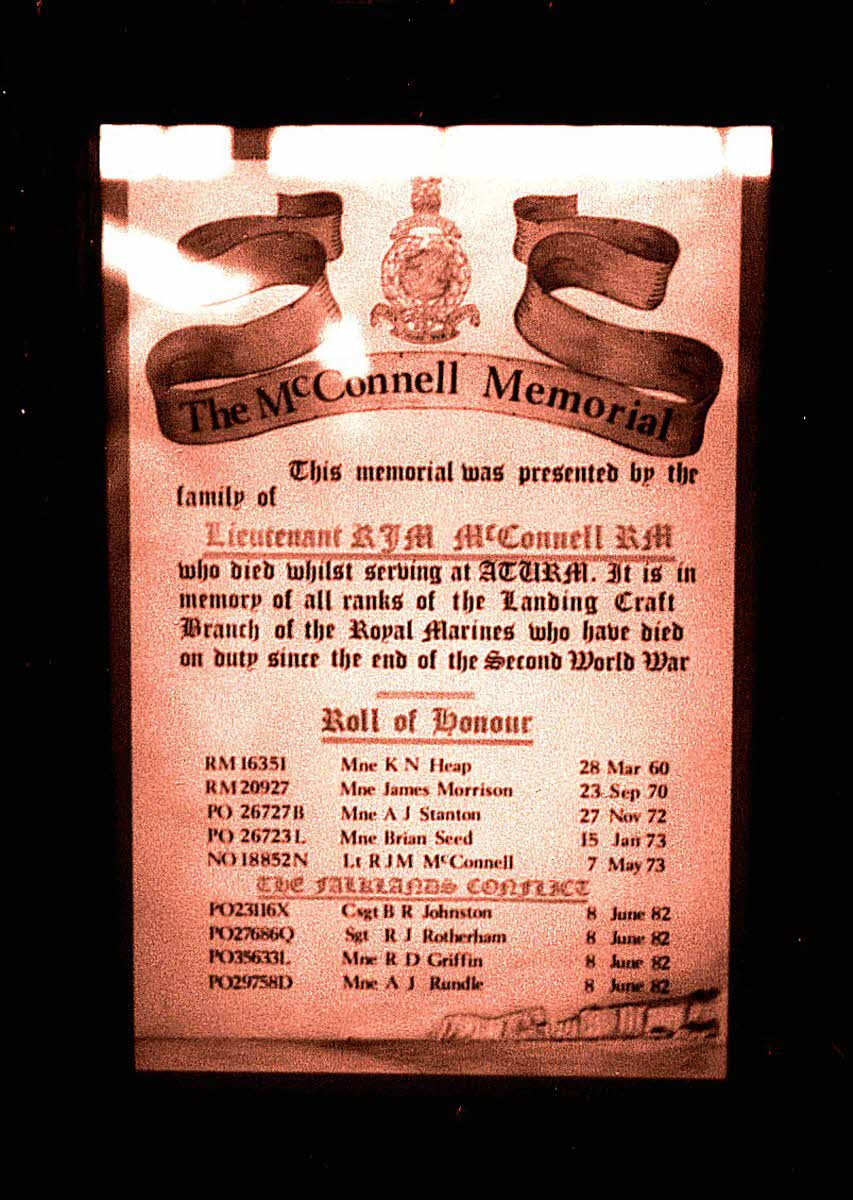 The McConnell Memorial
This memorial was presented by the
family of
Lieutenant RJM McConnell RM
who died whilst serving at ATURM. It is in
memory of all ranks of the Landing Craft
Branch of the Royal Marines who have died
on duty since the end of the Second World War
Roll of Honour
RM 16351 Mne K N Heap 28 Mar 60
RM 20927 Mne James Morrison 23 Sep 70
PO 26727B Mne A J Stanton 27 Nov 72
PO 26723L Mne Brian Seed 15 Jan 73
NO 18852N Lt RJM McConnell 7 May 73
THE FALKLANDS CONFLICT
PO23116X Csgt B R Johnston 8 June 82
PO27686Q Sgt R J Rotherham 8 June 82
PO35633L Mne R D Griffin 8 June 82
PO29758D Mne A J Rundle 8 June 82